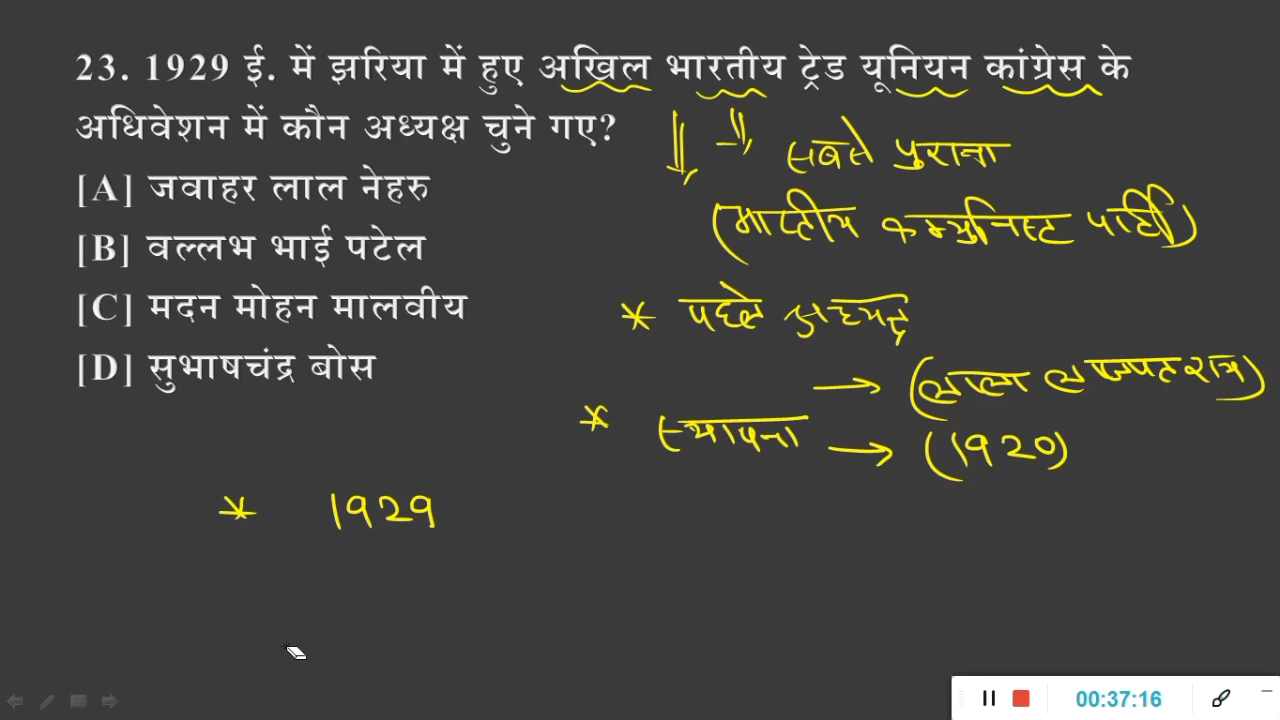 23. 1929 ई. में झरिया में हुए अखिल भारतीय ट्रेड यूनियन कांग्रेस के
अधिवेशन में कौन अध्यक्ष चुने गए?
[A] जवाहर लाल नेहरु
[B] वल्लभ भाई पटेल
[C] मदन मोहन मालवीय
[D] सुभाषचंद्र बोस
सबसे पुराना
(भारतीय कम्युनिस्ट पार्टी)
* पहले अध्यक्ष
→ (लाला लाजपत राय)
* स्थापना → (1920)
* 1929
00:37:16